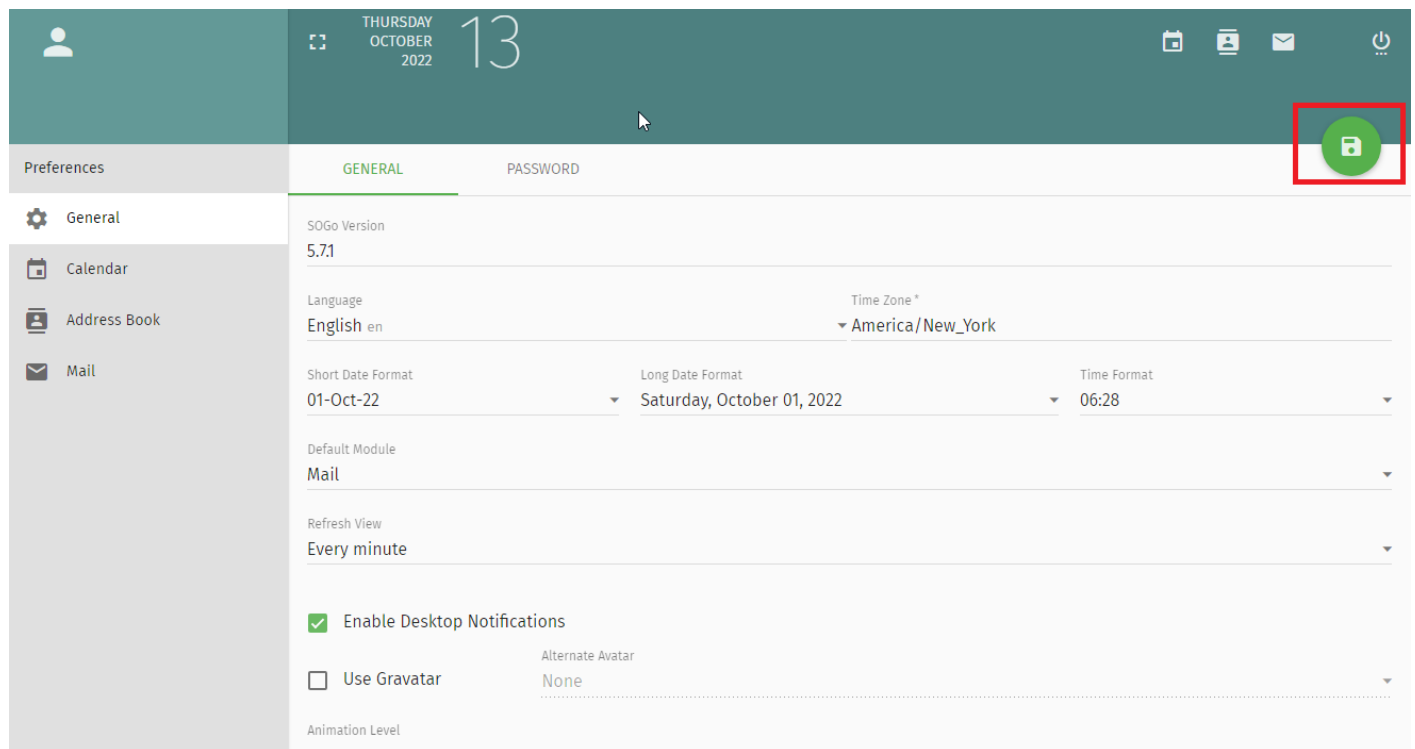 THURSDAY
OCTOBER
2022
13
Preferences
General
Calendar
Address Book
Mail
GENERAL PASSWORD
SOGo Version
5.7.1
Language Time Zone *
English en America/New_York
Short Date Format Long Date Format Time Format
01-Oct-22 Saturday, October 01, 2022 06:28
Default Module
Mail
Refresh View
Every minute
Enable Desktop Notifications
Alternate Avatar
Use Gravatar None
Animation Level